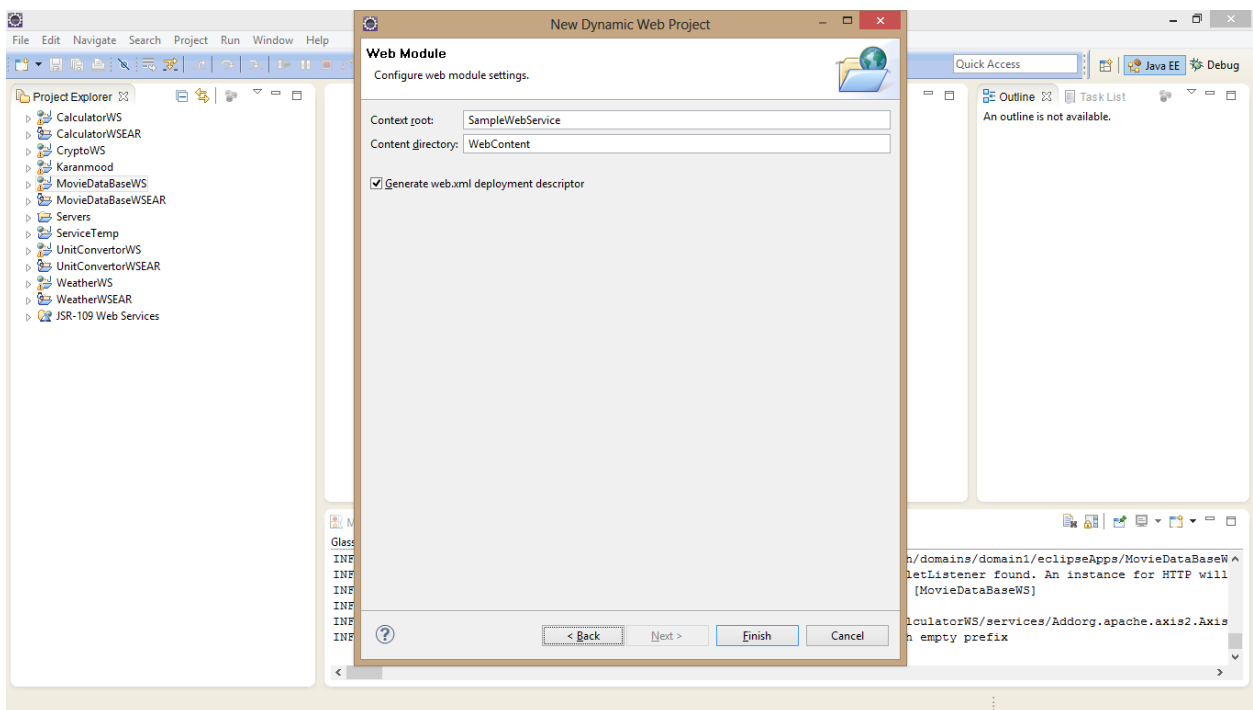 New Dynamic Web Project
File Edit Navigate Search Project Run Window Help
Quick Access
Java EE
Debug
Project Explorer
CalculatorWS
CalculatorWSEAR
CryptoWS
Karanmood
MovieDataBaseWS
MovieDataBaseWSEAR
Servers
ServiceTemp
UnitConvertorWS
UnitConvertorWSEAR
WeatherWS
WeatherWSEAR
JSR-109 Web Services
Web Module
Configure web module settings.
Context root: SampleWebService
Content directory: WebContent
Generate web.xml deployment descriptor
< Back Next > Finish Cancel
Outline Task List
An outline is not available.
M
Glass
INF h/domains/domain1/eclipseApps/MovieDataBaseW
INF letListener found. An instance for HTTP will
INF [MovieDataBaseWS]
INF lculatorWS/services/Addorg.apache.axis2.Axis
INF n empty prefix